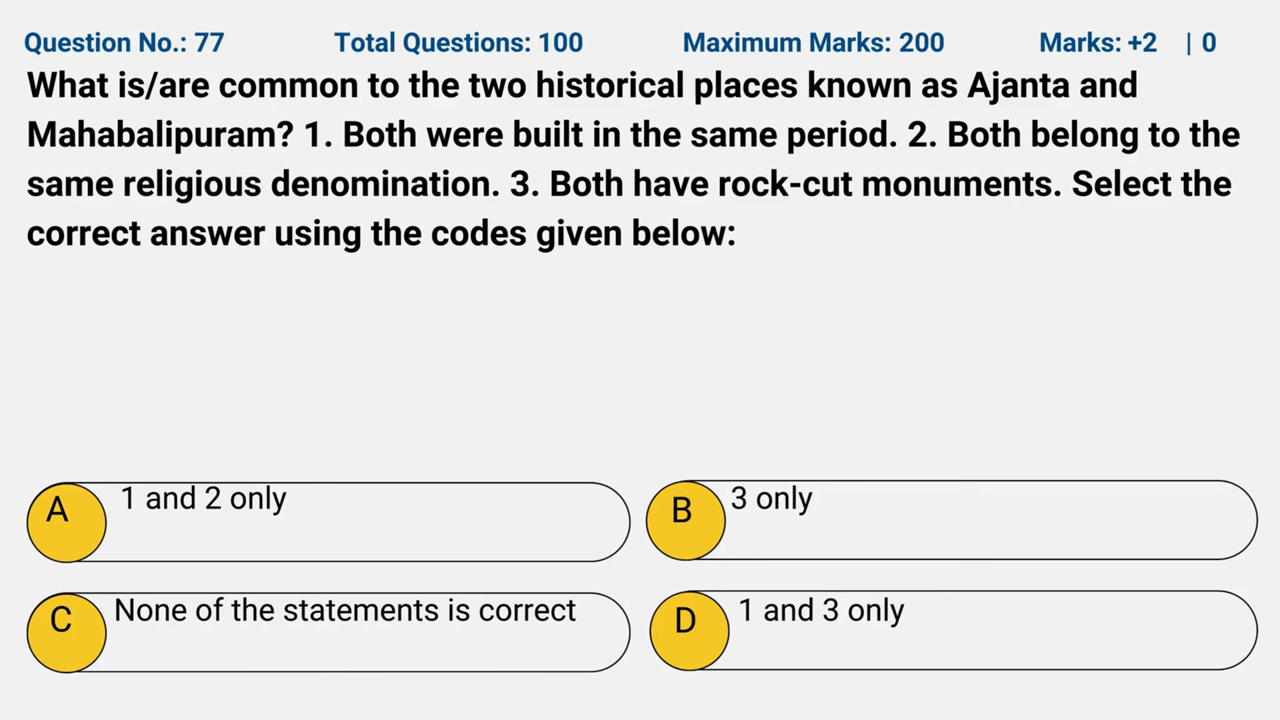 Question No.: 77 Total Questions: 100 Maximum Marks: 200 Marks: +2 | 0
What is/are common to the two historical places known as Ajanta and
Mahabalipuram? 1. Both were built in the same period. 2. Both belong to the
same religious denomination. 3. Both have rock-cut monuments. Select the
correct answer using the codes given below:
A 1 and 2 only
B 3 only
C None of the statements is correct
D 1 and 3 only